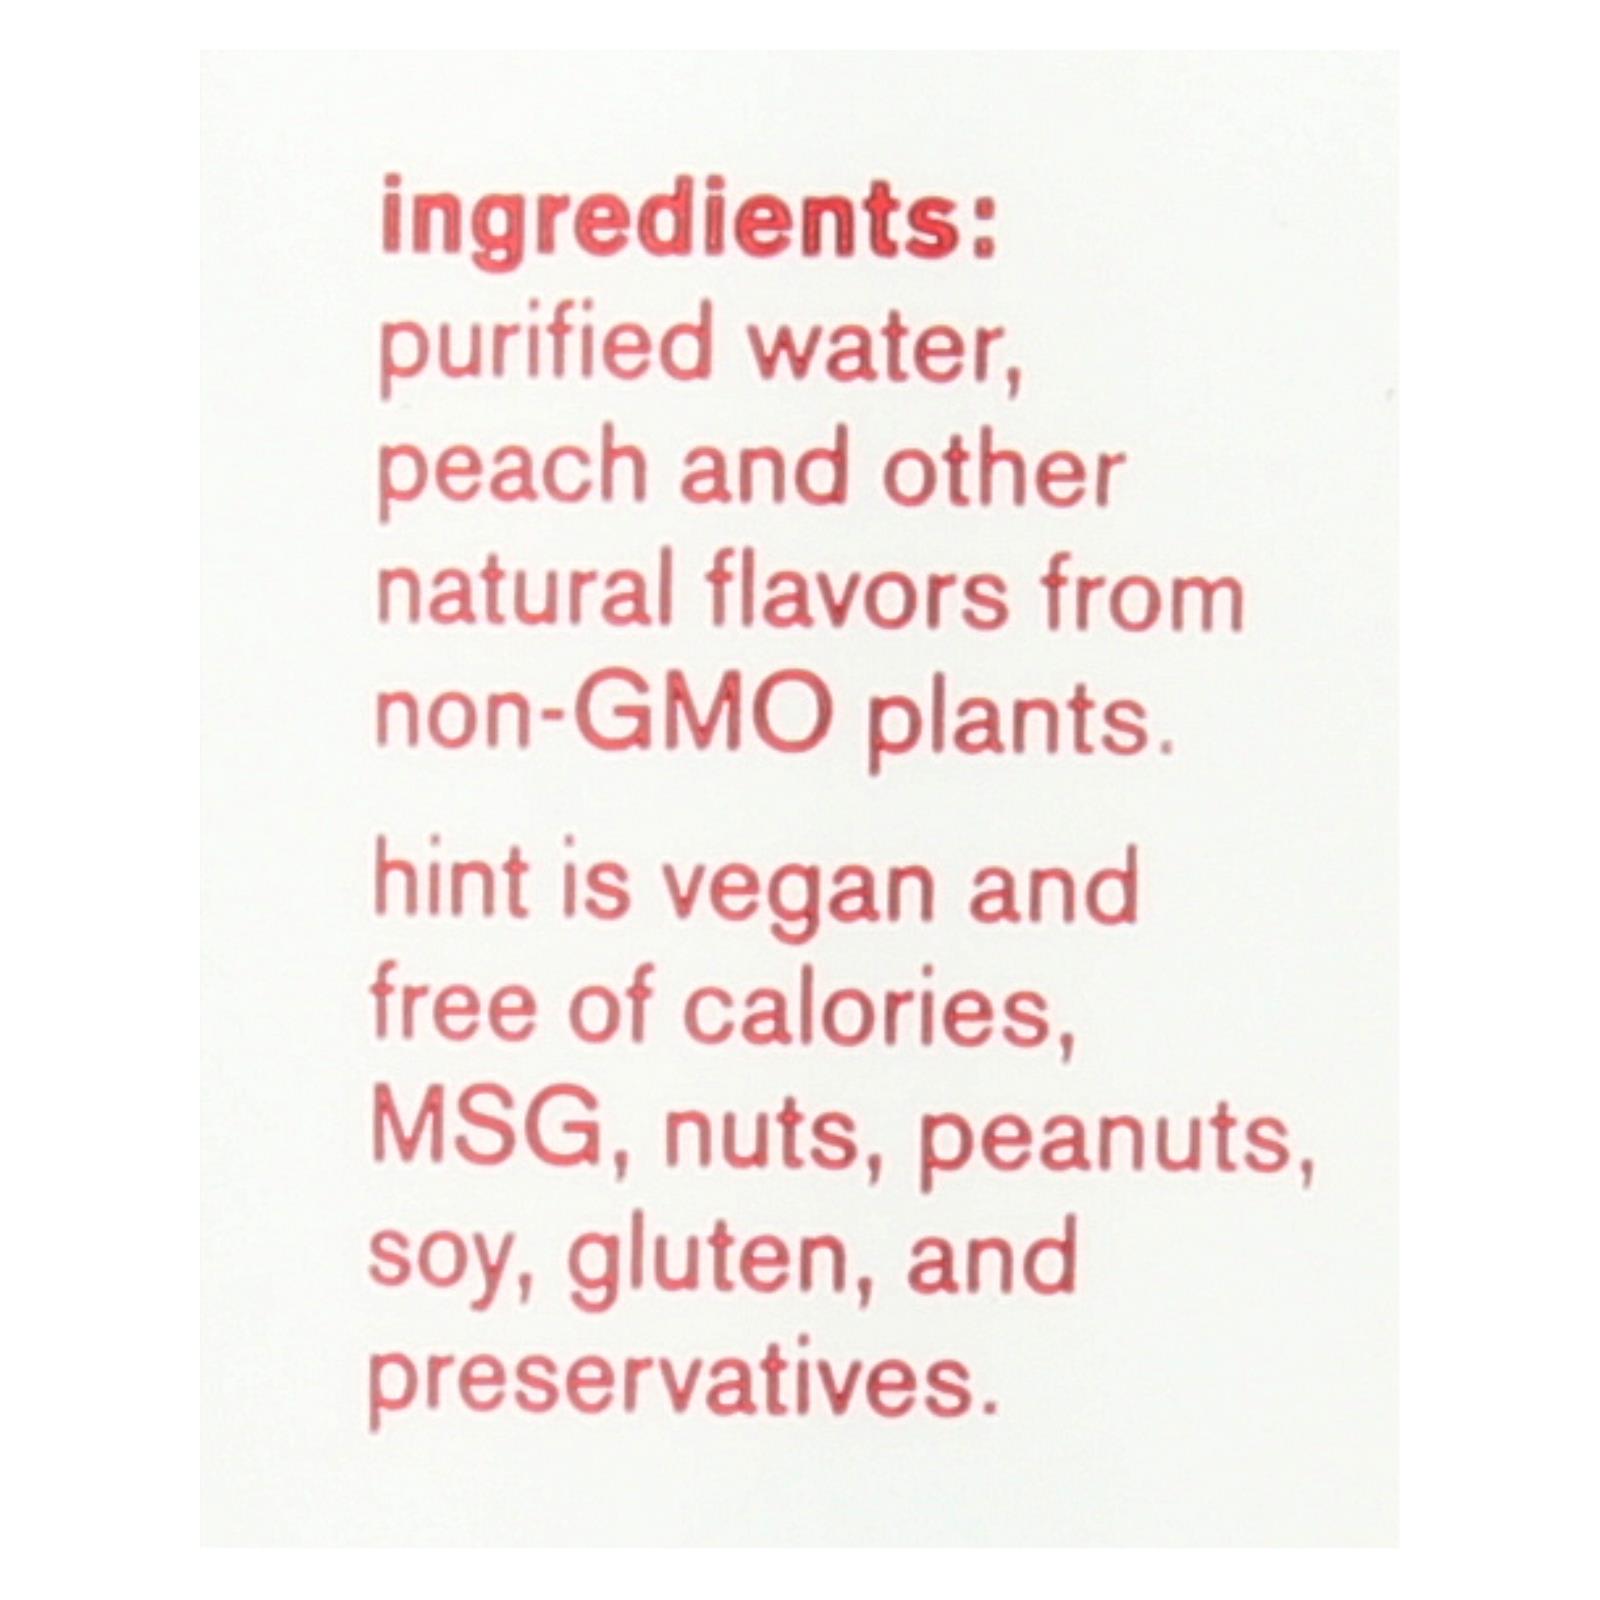 ingredients:
purified water,
peach and other
natural flavors from
non-GMO plants.
hint is vegan and
free of calories,
MSG, nuts, peanuts,
soy, gluten, and
preservatives.